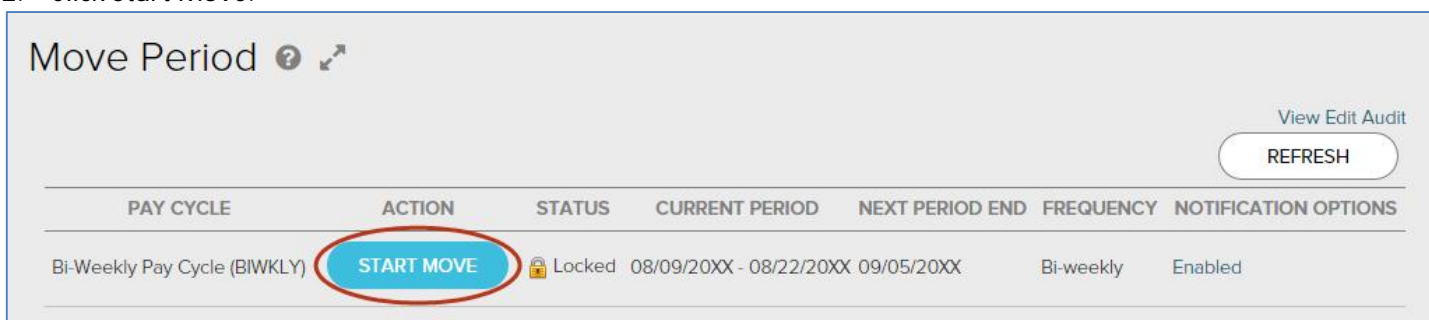 Move Period
View Edit Audit
REFRESH
PAY CYCLE ACTION STATUS CURRENT PERIOD NEXT PERIOD END FREQUENCY NOTIFICATION OPTIONS
Bi-Weekly Pay Cycle (BIWKLY) START MOVE Locked 08/09/20XX - 08/22/20XX 09/05/20XX Bi-weekly Enabled